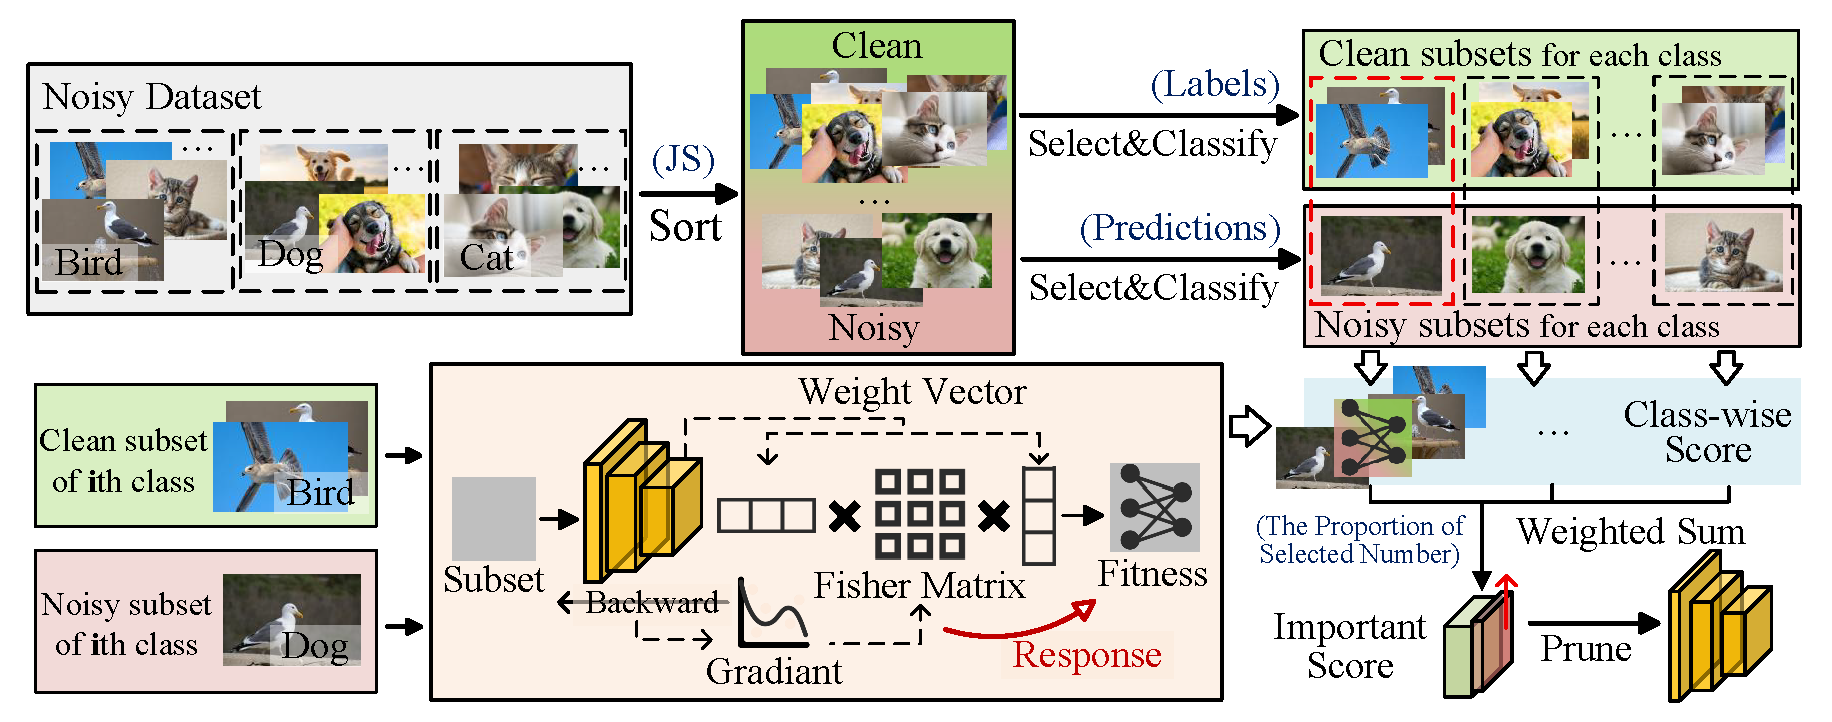 Noisy Dataset
...
Bird
...
Dog
...
Cat
(JS)
Sort
Clean
...
Noisy
(Labels)
Select&Classify
(Predictions)
Select&Classify
Clean subsets for each class
...
...
Noisy subsets for each class
Clean subset
of ith class
Bird
Noisy subset
of ith class
Dog
Weight Vector
Subset
Fisher Matrix
Fitness
Backward
Gradiant
Response
...
Class-wise
Score
(The Proportion of
Selected Number)
Weighted Sum
Important
Score
Prune